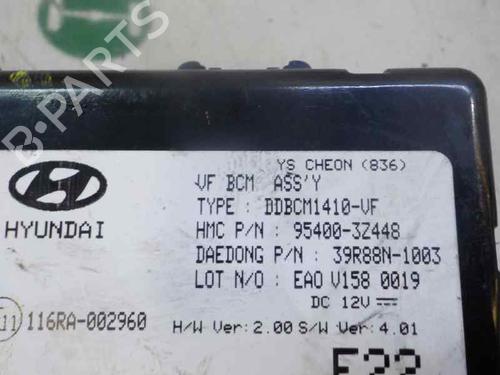 B-PARTS
YS CHEON (836)
VF BCM ASS'Y
TYPE : BDBCM1410-VF
HYUNDAI
HMC P/N : 95400-3Z448
DAEDONG P/N : 39R88N-1003
LOT N/O : EAO V158 0019
DC 12V
116RA-002960
H/W Ver: 2.00 S/W Ver: 4.01